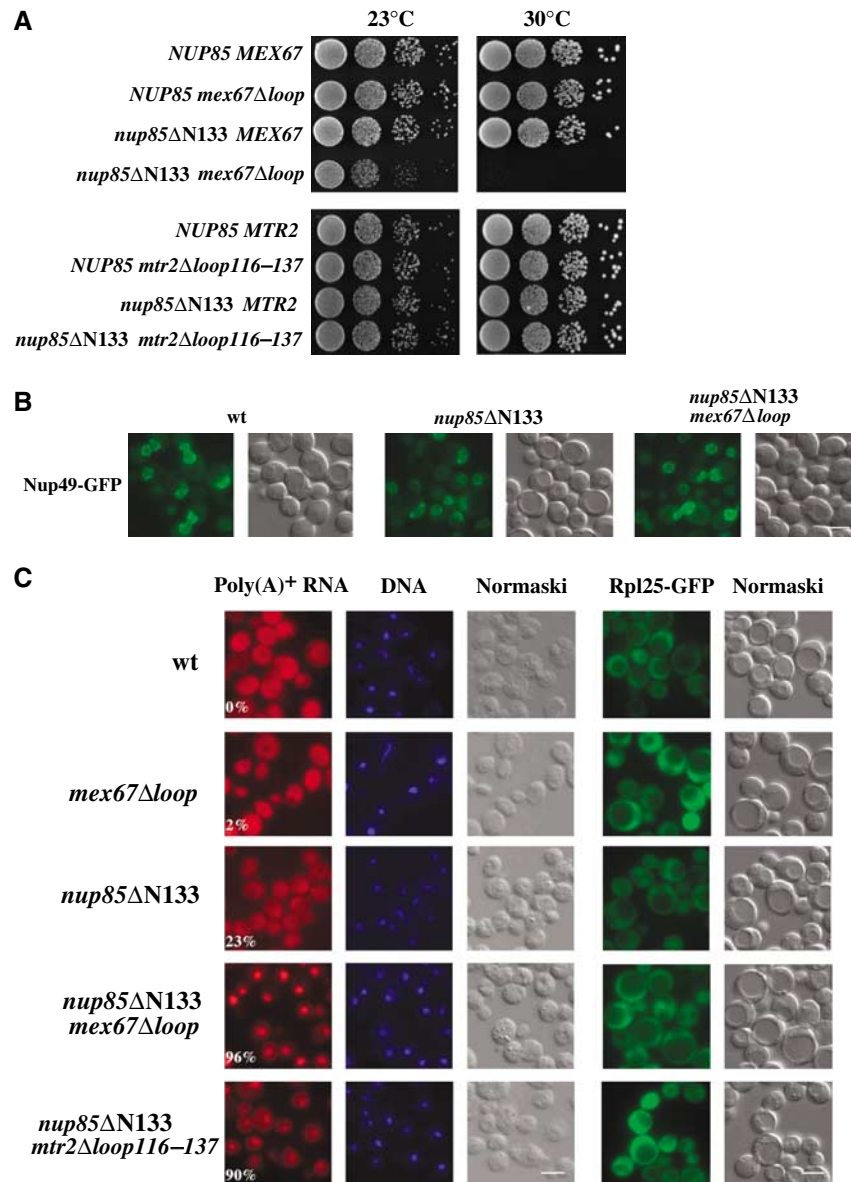 A
23°C 30°C
NUP85 MEX67
NUP85 mex67Δloop
nup85ΔN133 MEX67
nup85ΔN133 mex67Δloop
NUP85 MTR2
NUP85 mtr2Δloop116–137
nup85ΔN133 MTR2
nup85ΔN133 mtr2Δloop116–137
B
wt nup85ΔN133 nup85ΔN133
mex67Δloop
Nup49-GFP
C
Poly(A)+ RNA DNA Normaski Rpl25-GFP Normaski
wt
0%
mex67Δloop
2%
nup85ΔN133
23%
nup85ΔN133
mex67Δloop
96%
nup85ΔN133
mtr2Δloop116–137
90%